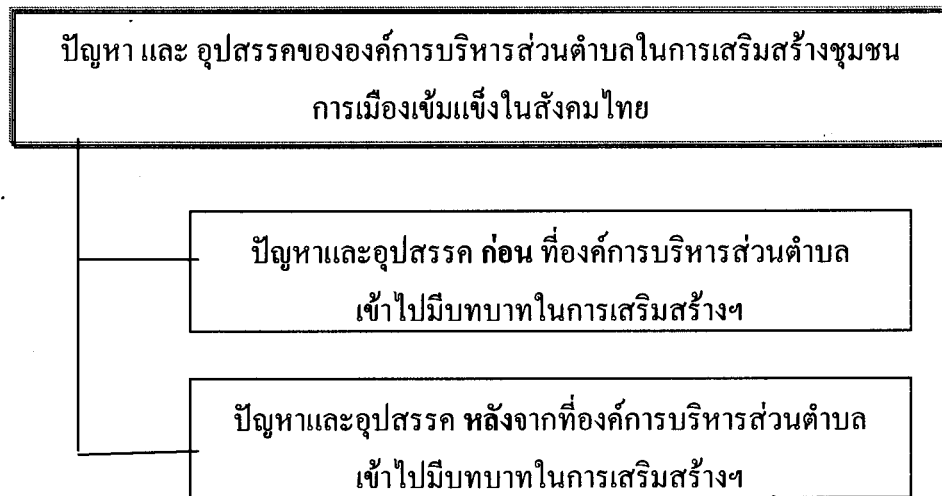 ปัญหา และ อุปสรรคขององค์การบริหารส่วนตำบลในการเสริมสร้างชุมชน
การเมืองเข้มแข็งในสังคมไทย
ปัญหาและอุปสรรค ก่อน ที่องค์การบริหารส่วนตำบล
เข้าไปมีบทบาทในการเสริมสร้างฯ
ปัญหาและอุปสรรค หลังจากที่องค์การบริหารส่วนตำบล
เข้าไปมีบทบาทในการเสริมสร้างฯ